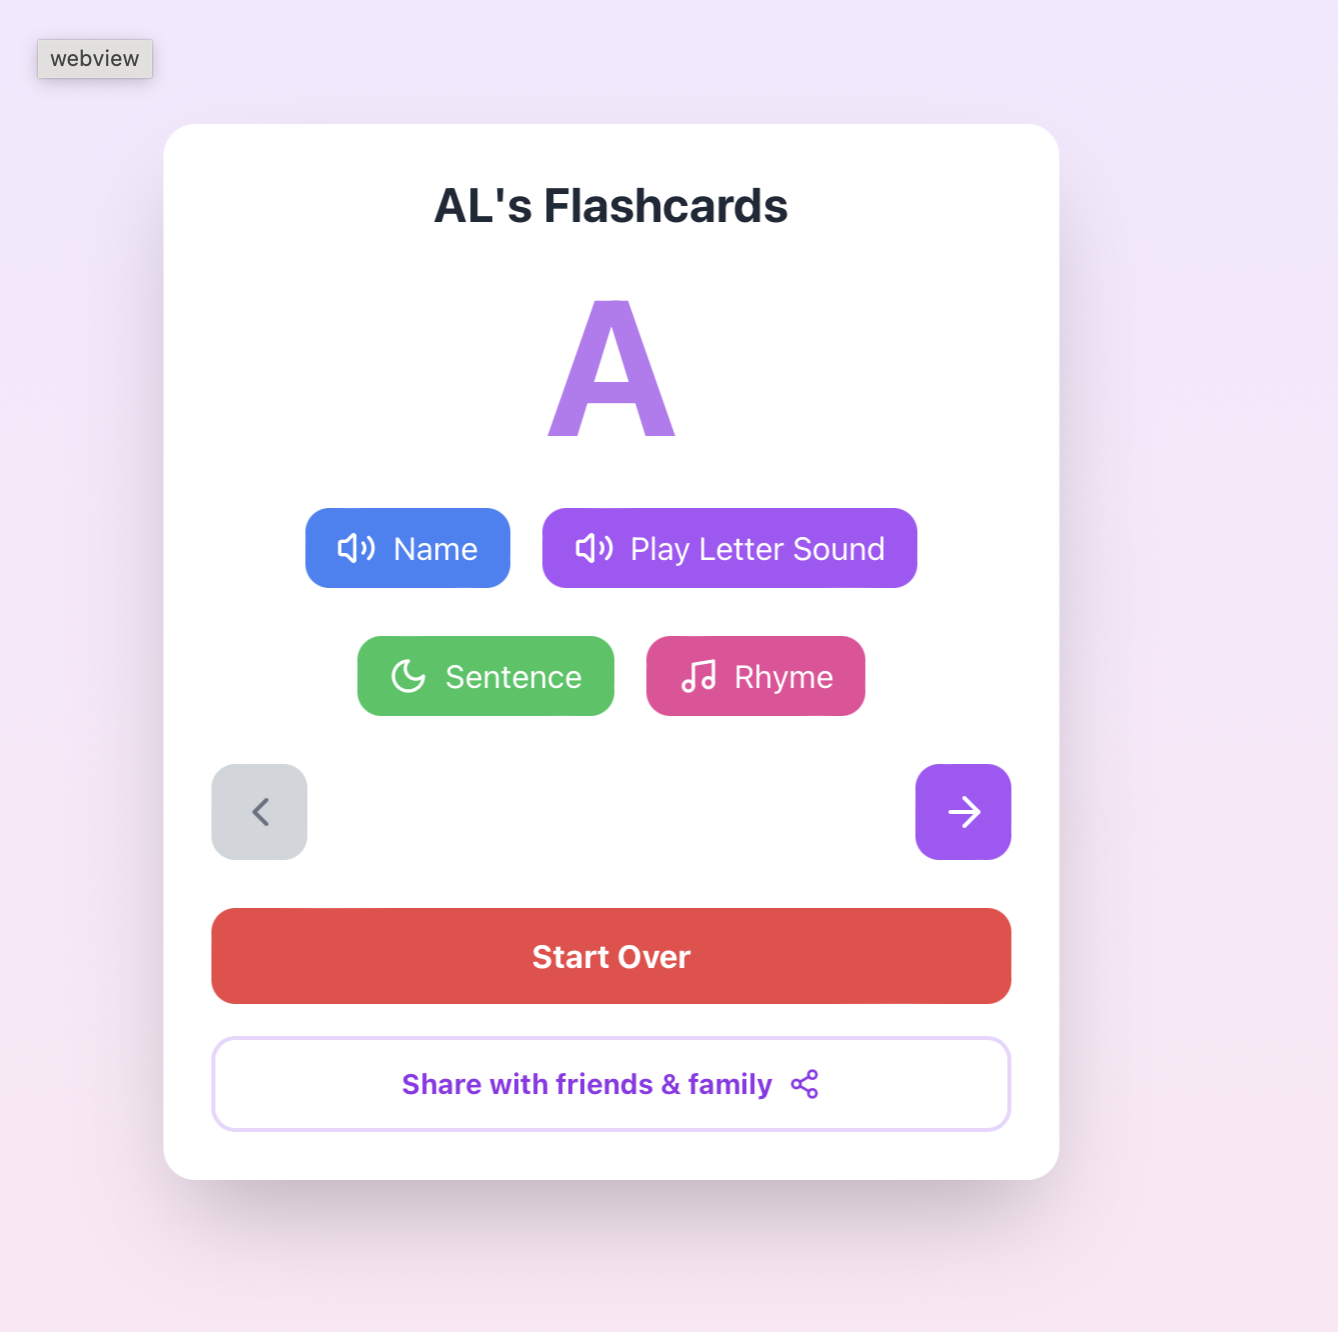 webview
AL's Flashcards
A
Name
Play Letter Sound
Sentence
Rhyme
Start Over
Share with friends & family